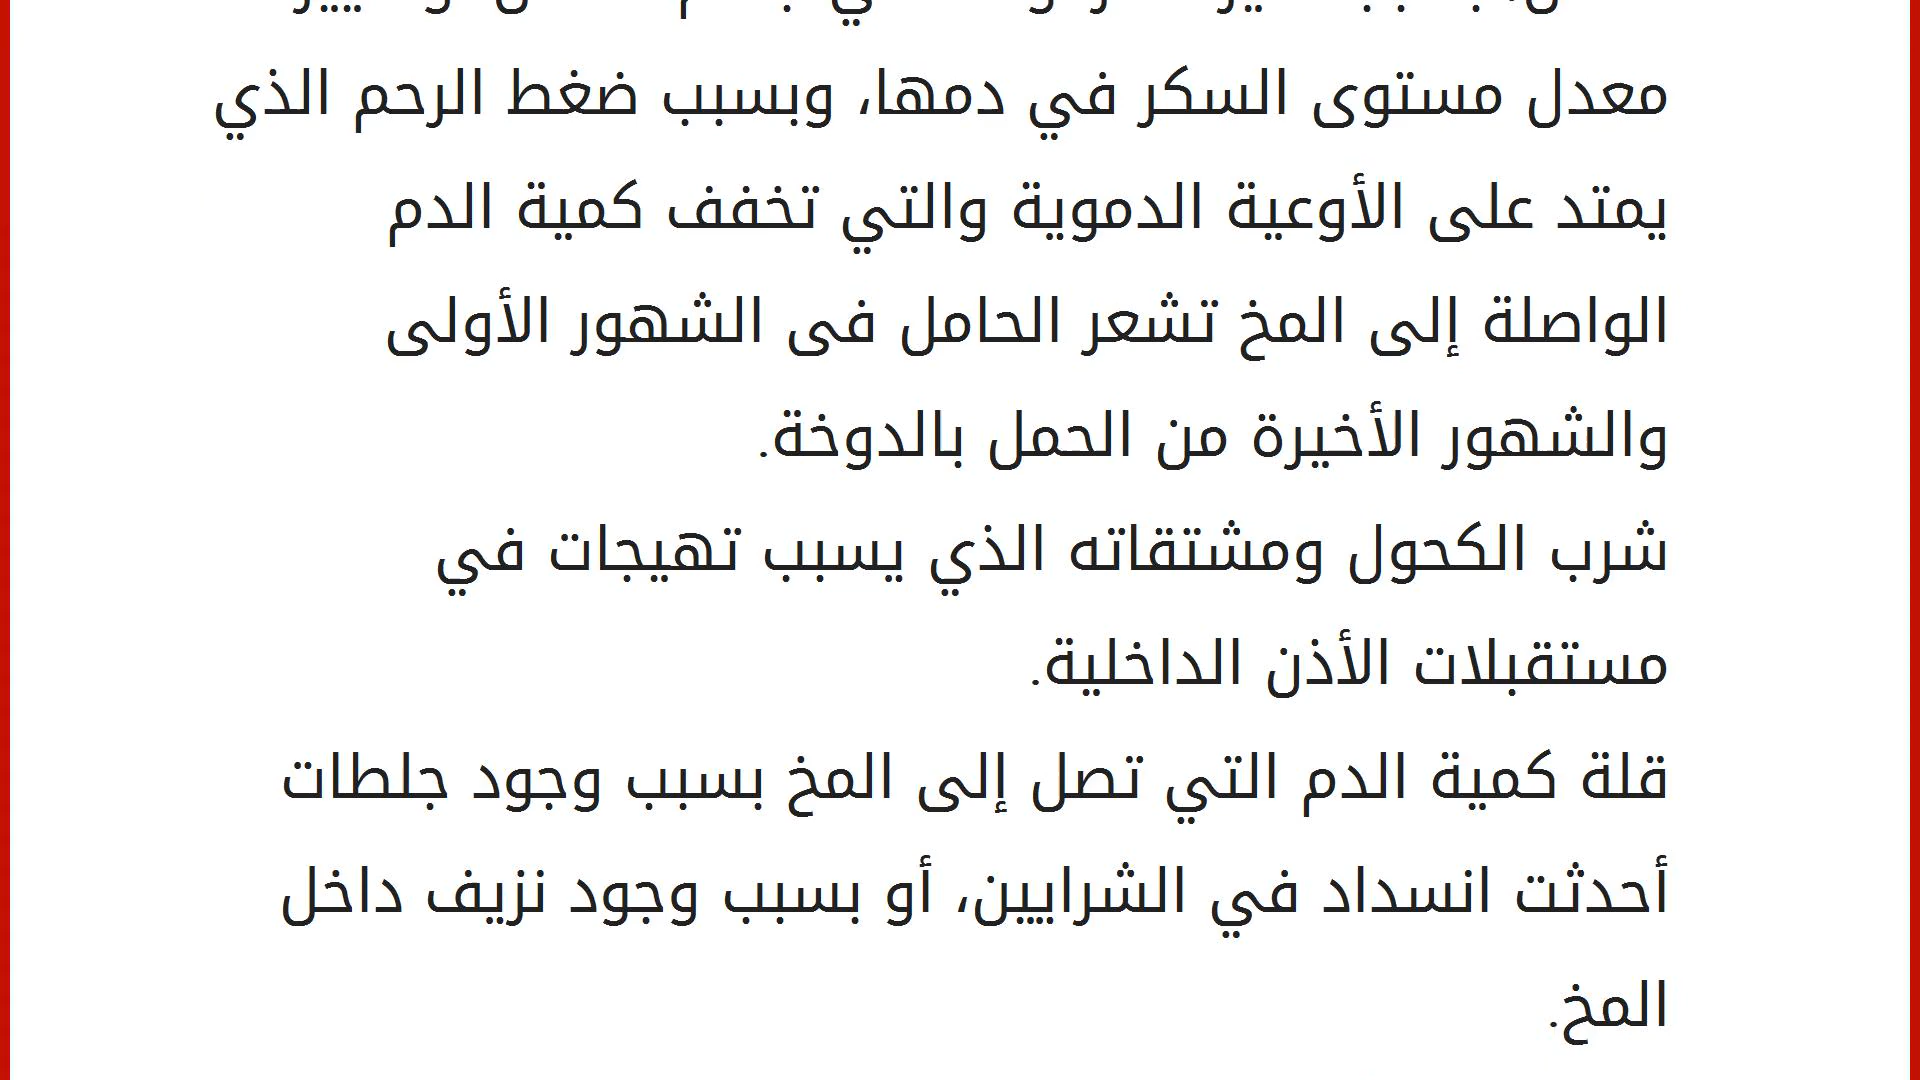 معدل مستوى السكر في دمها، وبسبب ضغط الرحم الذي
يمتد على الأوعية الدموية والتي تخفف كمية الدم
الواصلة إلى المخ تشعر الحامل فى الشهور الأولى
والشهور الأخيرة من الحمل بالدوخة.
شرب الكحول ومشتقاته الذي يسبب تهيجات في
مستقبلات الأذن الداخلية.
قلة كمية الدم التي تصل إلى المخ بسبب وجود جلطات
أحدثت انسداد في الشرايين، أو بسبب وجود نزيف داخل
المخ.